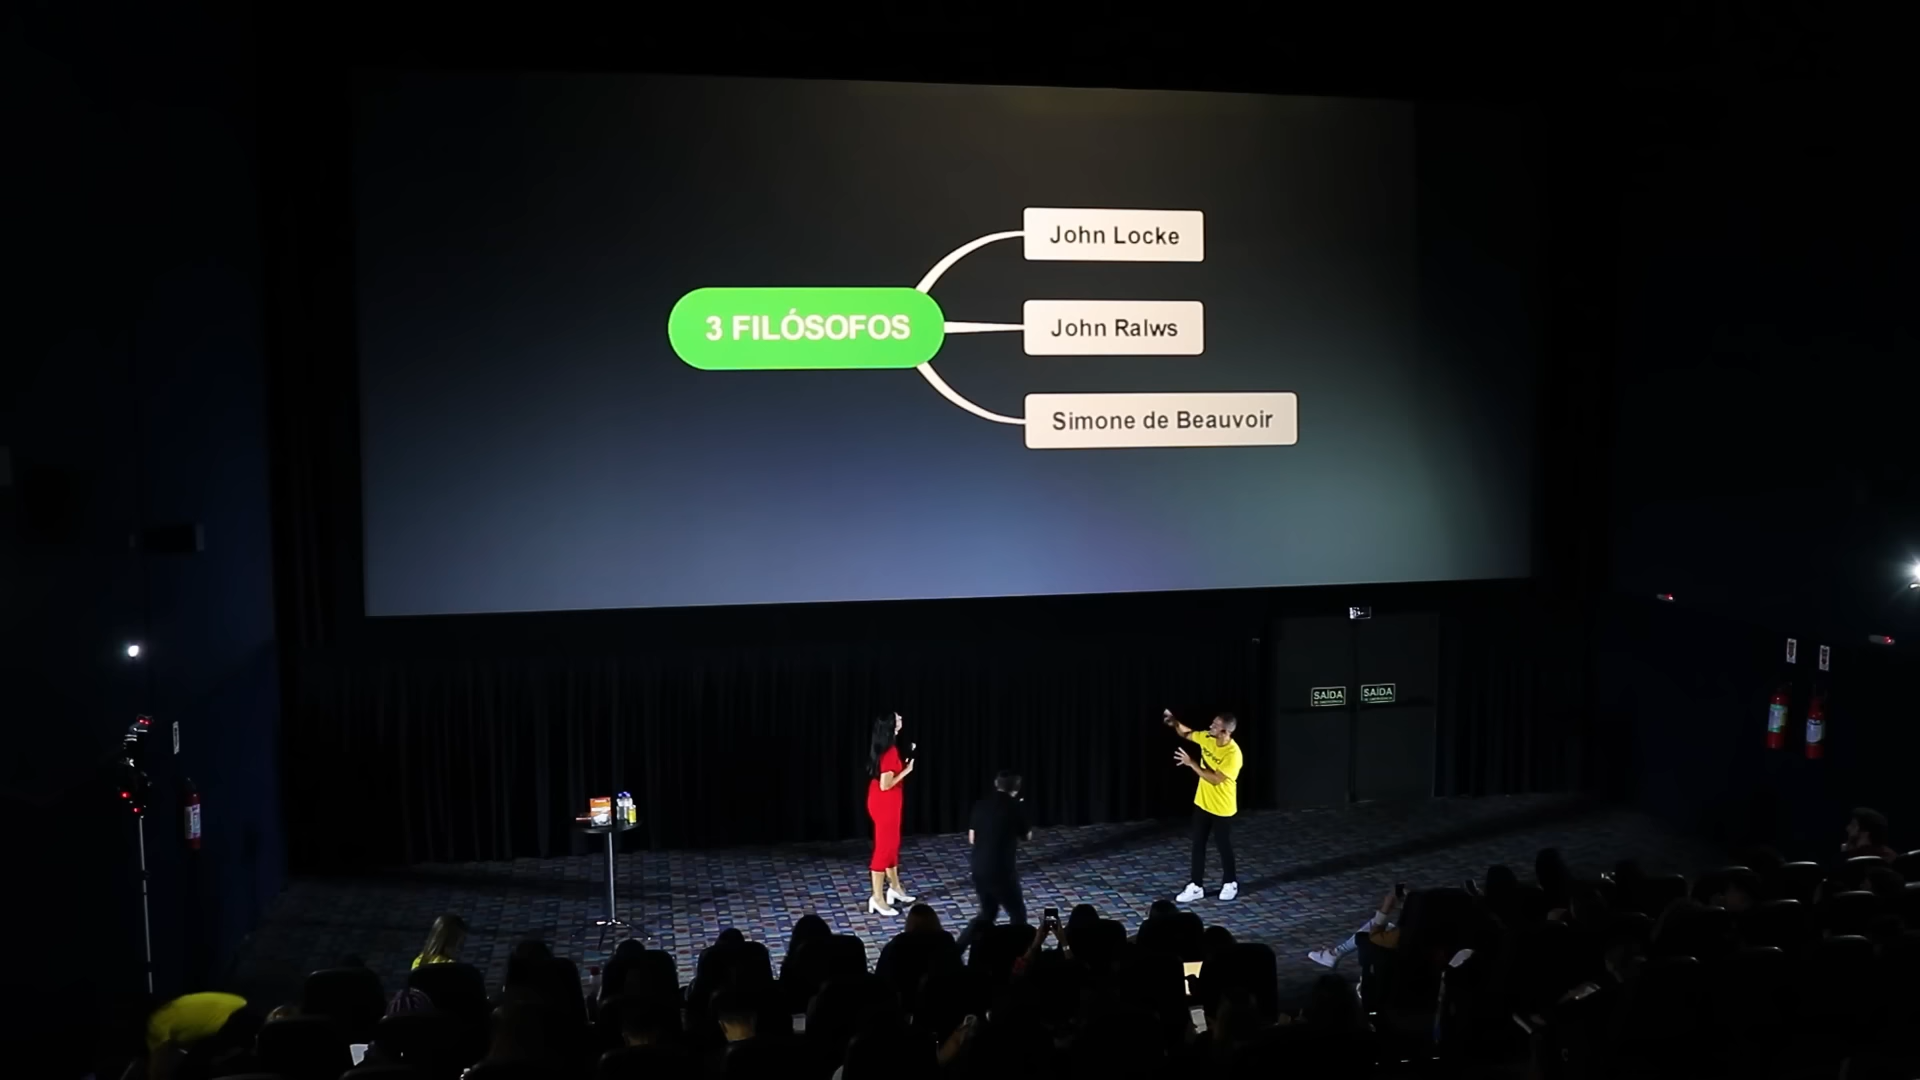 John Locke
3 FILÓSOFOS
John Ralws
Simone de Beauvoir
SAÍDA
SAÍDA